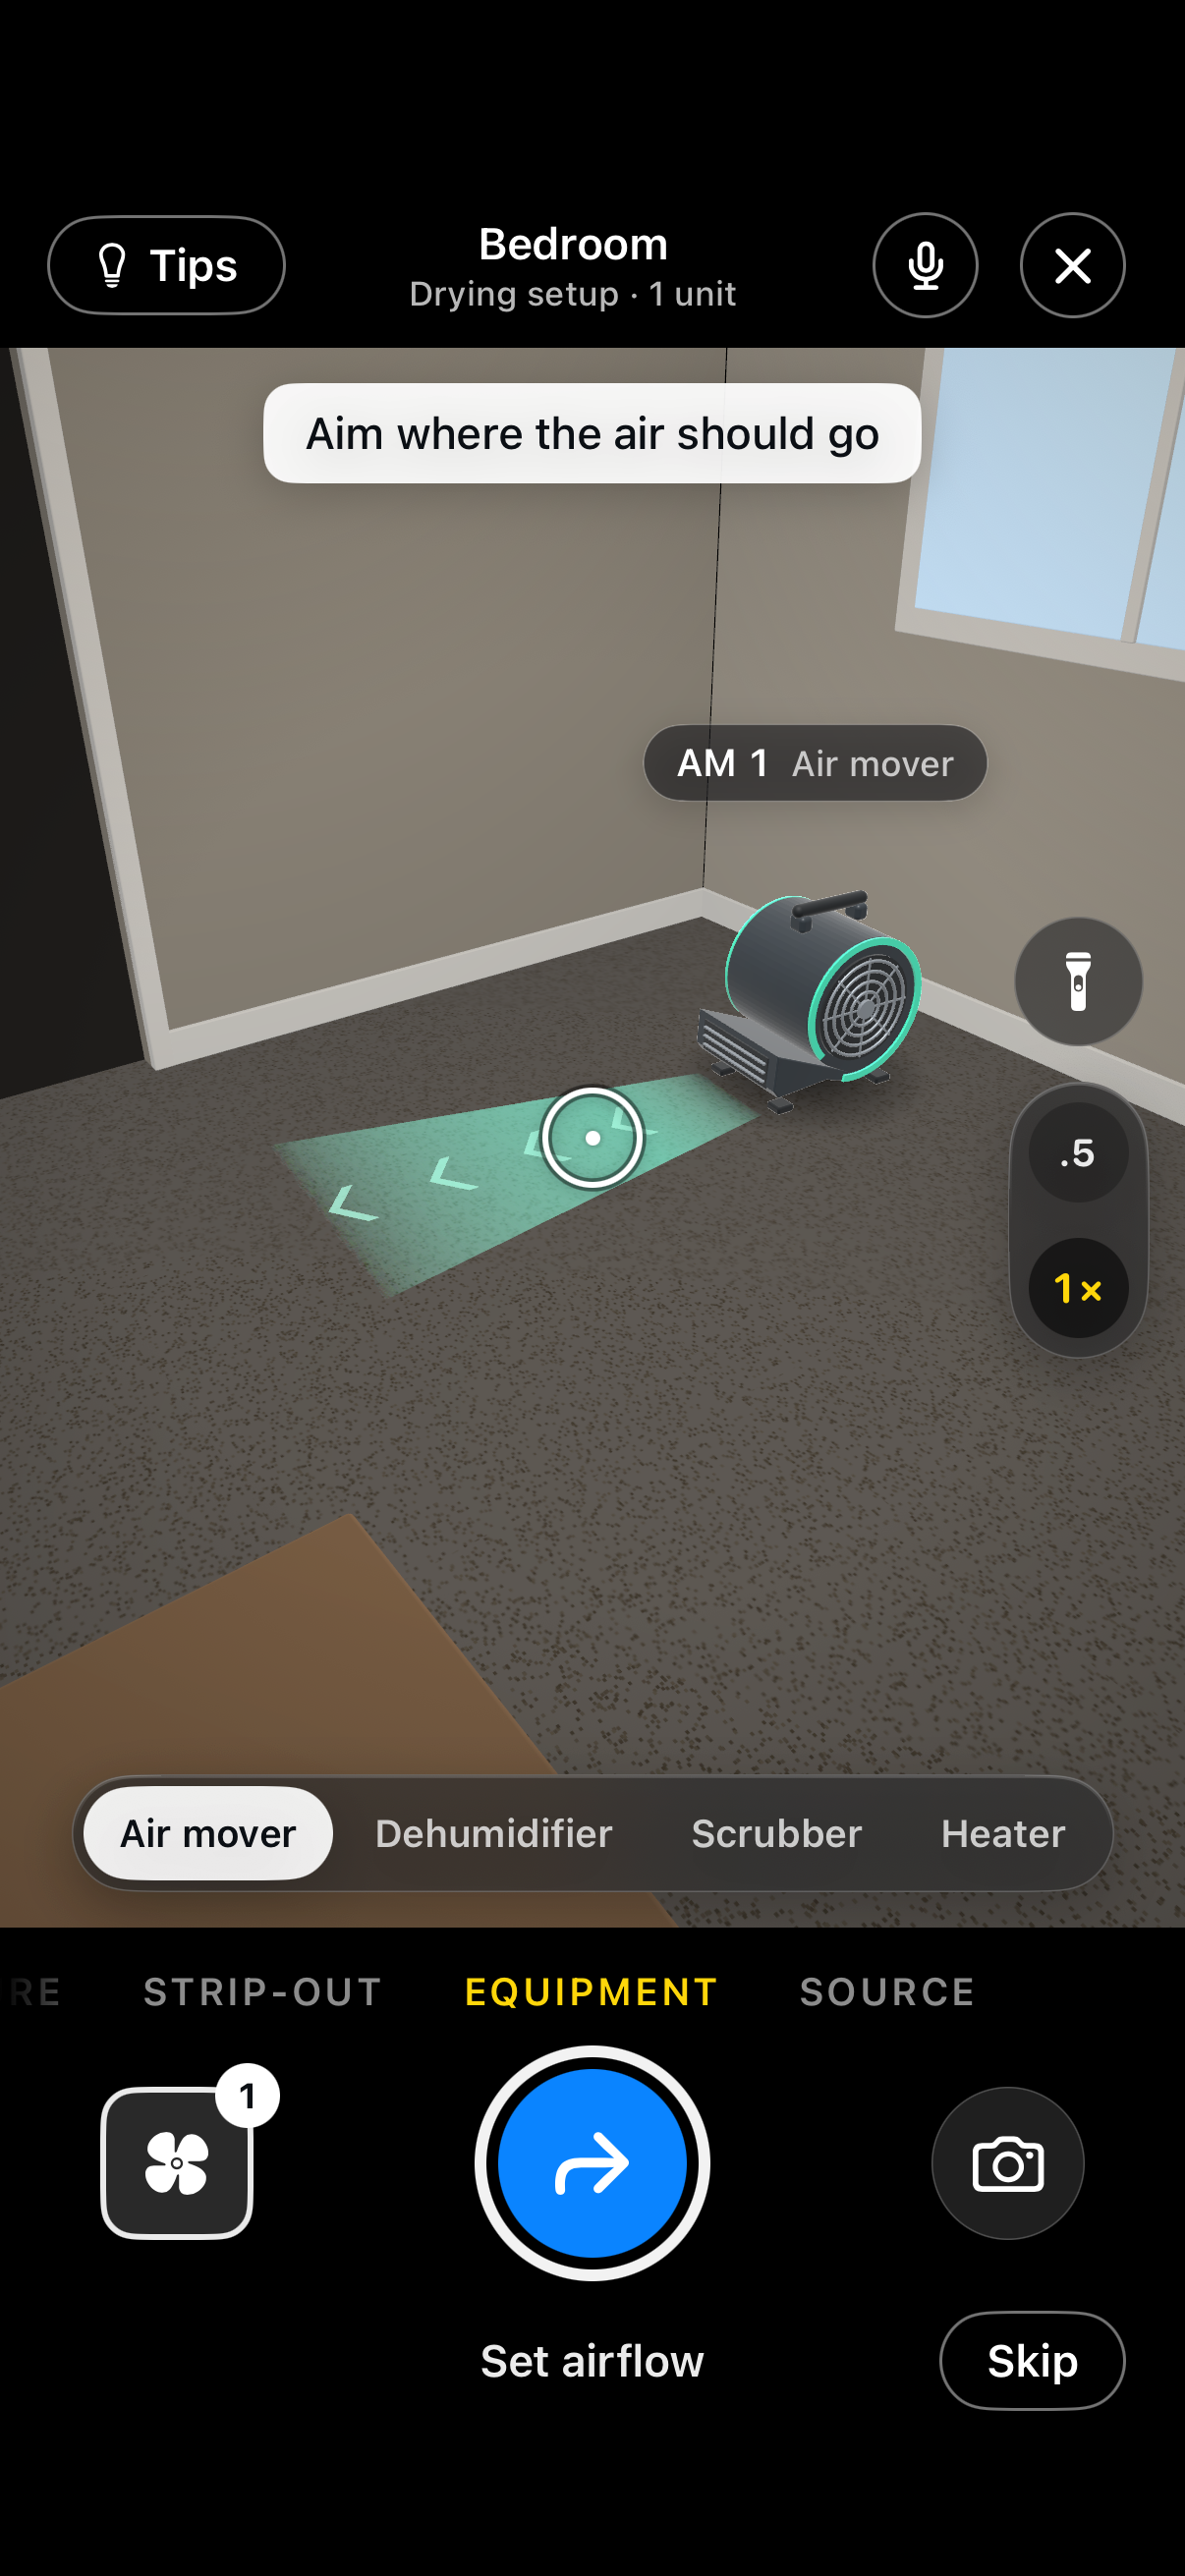 Tips
Bedroom
Drying setup · 1 unit
Aim where the air should go
AM 1 Air mover
.5
1×
Air mover Dehumidifier Scrubber Heater
RE STRIP-OUT EQUIPMENT SOURCE
1
Set airflow
Skip